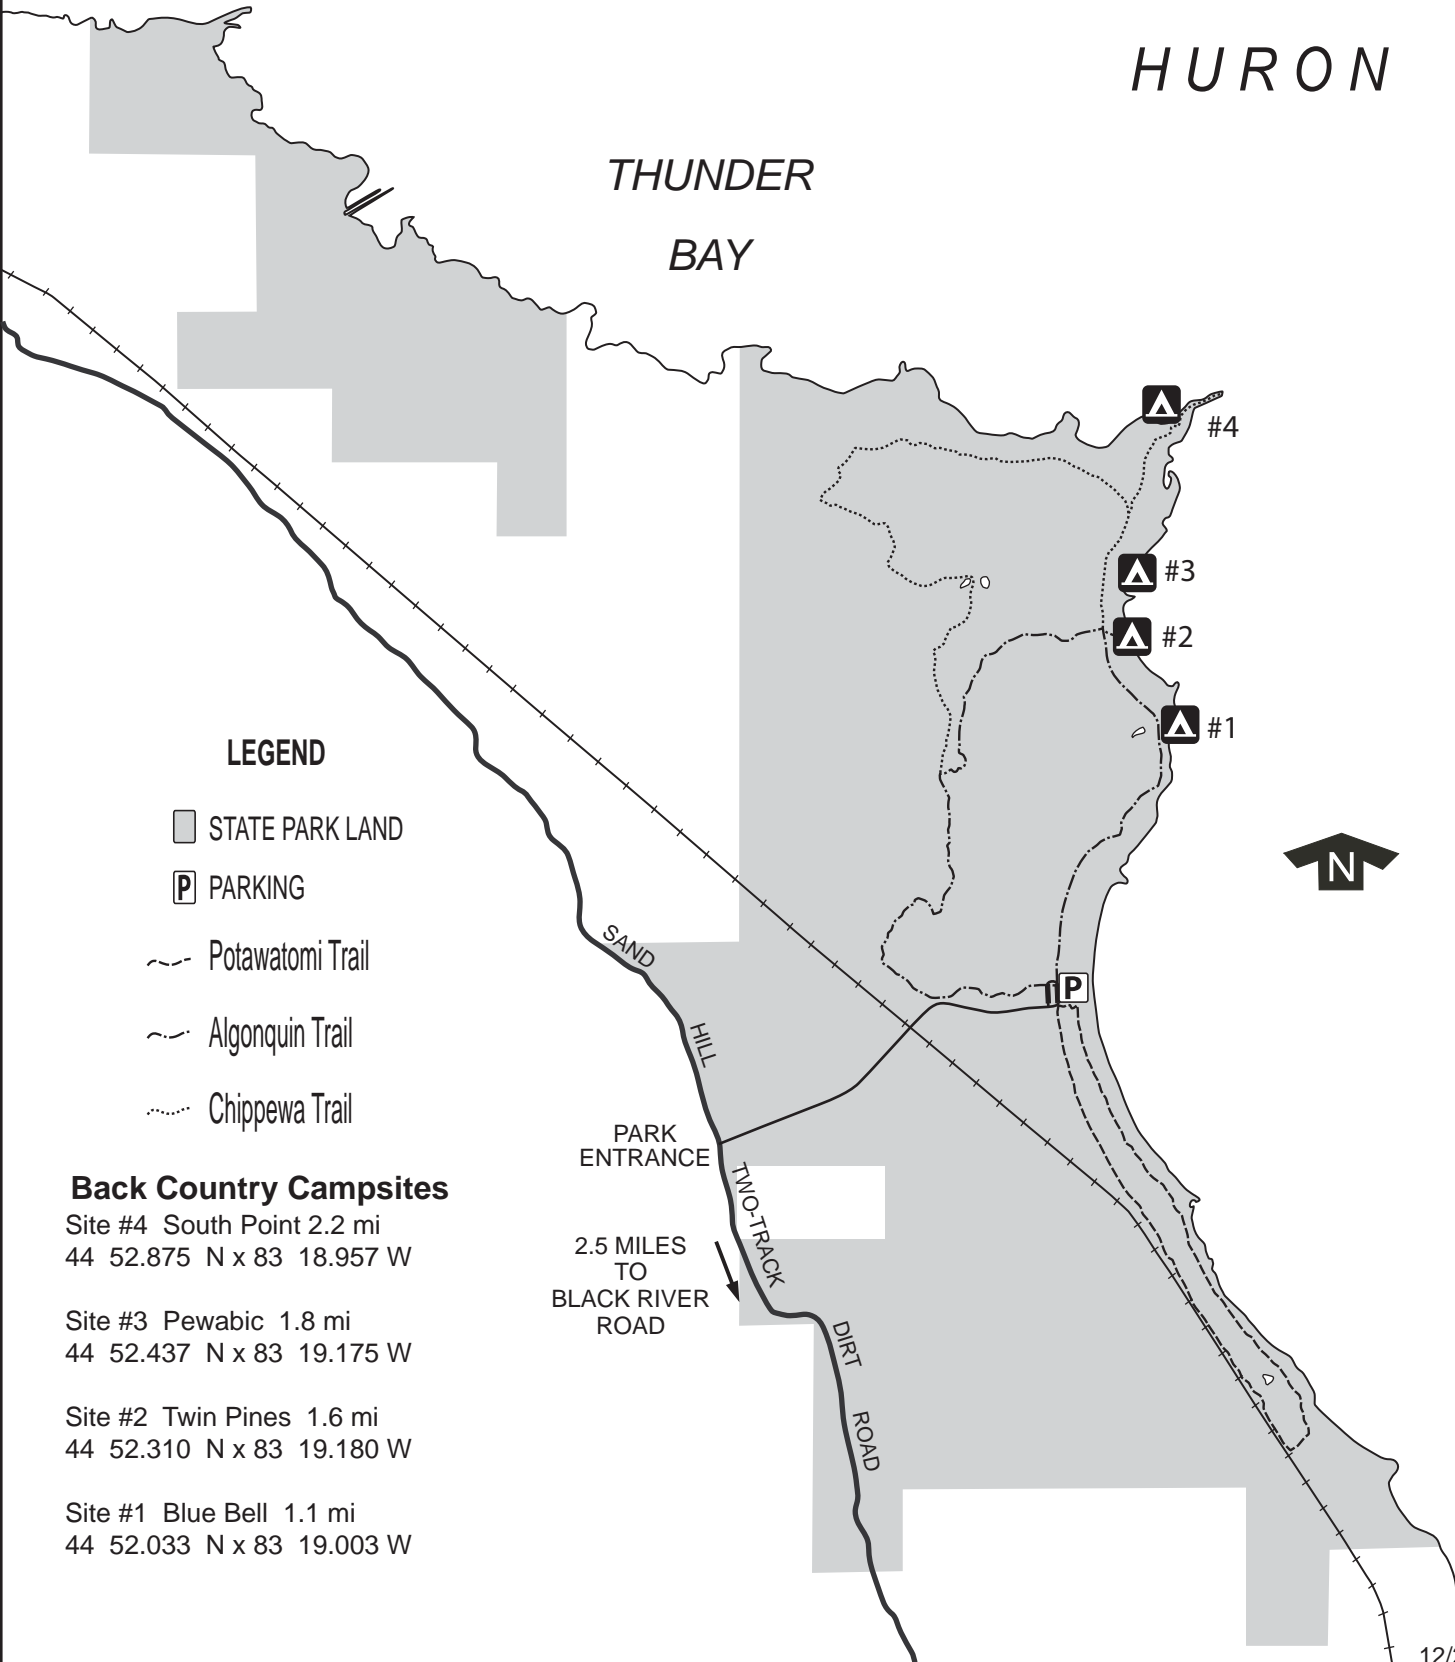 HURON
THUNDER
BAY
#4
#3
#2
#1
N
LEGEND
STATE PARK LAND
P PARKING
Potawatomi Trail
Algonquin Trail
Chippewa Trail
P
SAND
HILL
TWO-TRACK
DIRT
ROAD
PARK
ENTRANCE
2.5 MILES
TO
BLACK RIVER
ROAD
Back Country Campsites
Site #4 South Point 2.2 mi
44 52.875 N x 83 18.957 W
Site #3 Pewabic 1.8 mi
44 52.437 N x 83 19.175 W
Site #2 Twin Pines 1.6 mi
44 52.310 N x 83 19.180 W
Site #1 Blue Bell 1.1 mi
44 52.033 N x 83 19.003 W